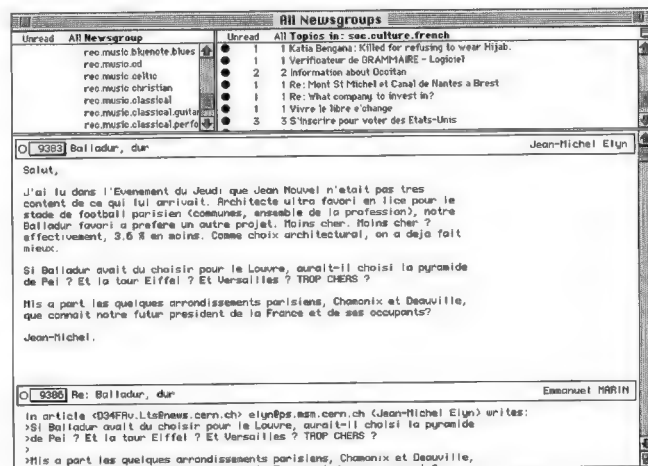 All Newsgroups
Unread All Newsgroup
rec.music.bluenote.blues
rec.music.cd
rec.music celtic
rec.music christian
rec.music.classical
rec.music.classical.guitar
rec.music.classical.perfo
Unread All Topics in: soc.culture.french
1 1 Katia Bengana: Killed for refusing to wear Hijab.
1 1 Verificateur de GRAMMAIRE - Logiciel
2 2 Information about Occitan
1 1 Re: Mont St Michel et Canal de Nantes a Brest
1 1 Re: What company to invest in?
1 1 Vivre le libre e'change
3 3 S'inscrire pour voter des Etats-Unis
9383 Balladur, dur Jean-Michel Elyn
Salut,
J'ai lu dans l'Evenement du Jeudi que Jean Nouvel n'etait pas tres
content de ce qui lui arrivait. Architecte ultra favori en lice pour le
stade de football parisien (communes, ensemble de la profession), notre
Balladur favori a prefere un autre projet. Moins cher. Moins cher ?
effectivement, 3.6 % en moins. Comme choix architectural, on a deja fait
mieux.
Si Balladur avait du choisir pour le Louvre, aurait-il choisi la pyramide
de Pei ? Et la tour Eiffel ? Et Versailles ? TROP CHERS ?
Mis a part les quelques arrondissements parisiens, Chamonix et Deauville,
que connait notre futur president de la France et de ses occupants?
Jean-Michel.
9386 Re: Balladur, dur Emmanuel MARIN
In article <D34FAv.Lts@news.cern.ch> elyn@ps.msm.cern.ch (Jean-Michel Elyn) writes:
>Si Balladur avait du choisir pour le Louvre, aurait-il choisi la pyramide
>de Pei ? Et la tour Eiffel ? Et Versailles ? TROP CHERS ?
>
>Mis a part les quelques arrondissements parisiens, Chamonix et Deauville,